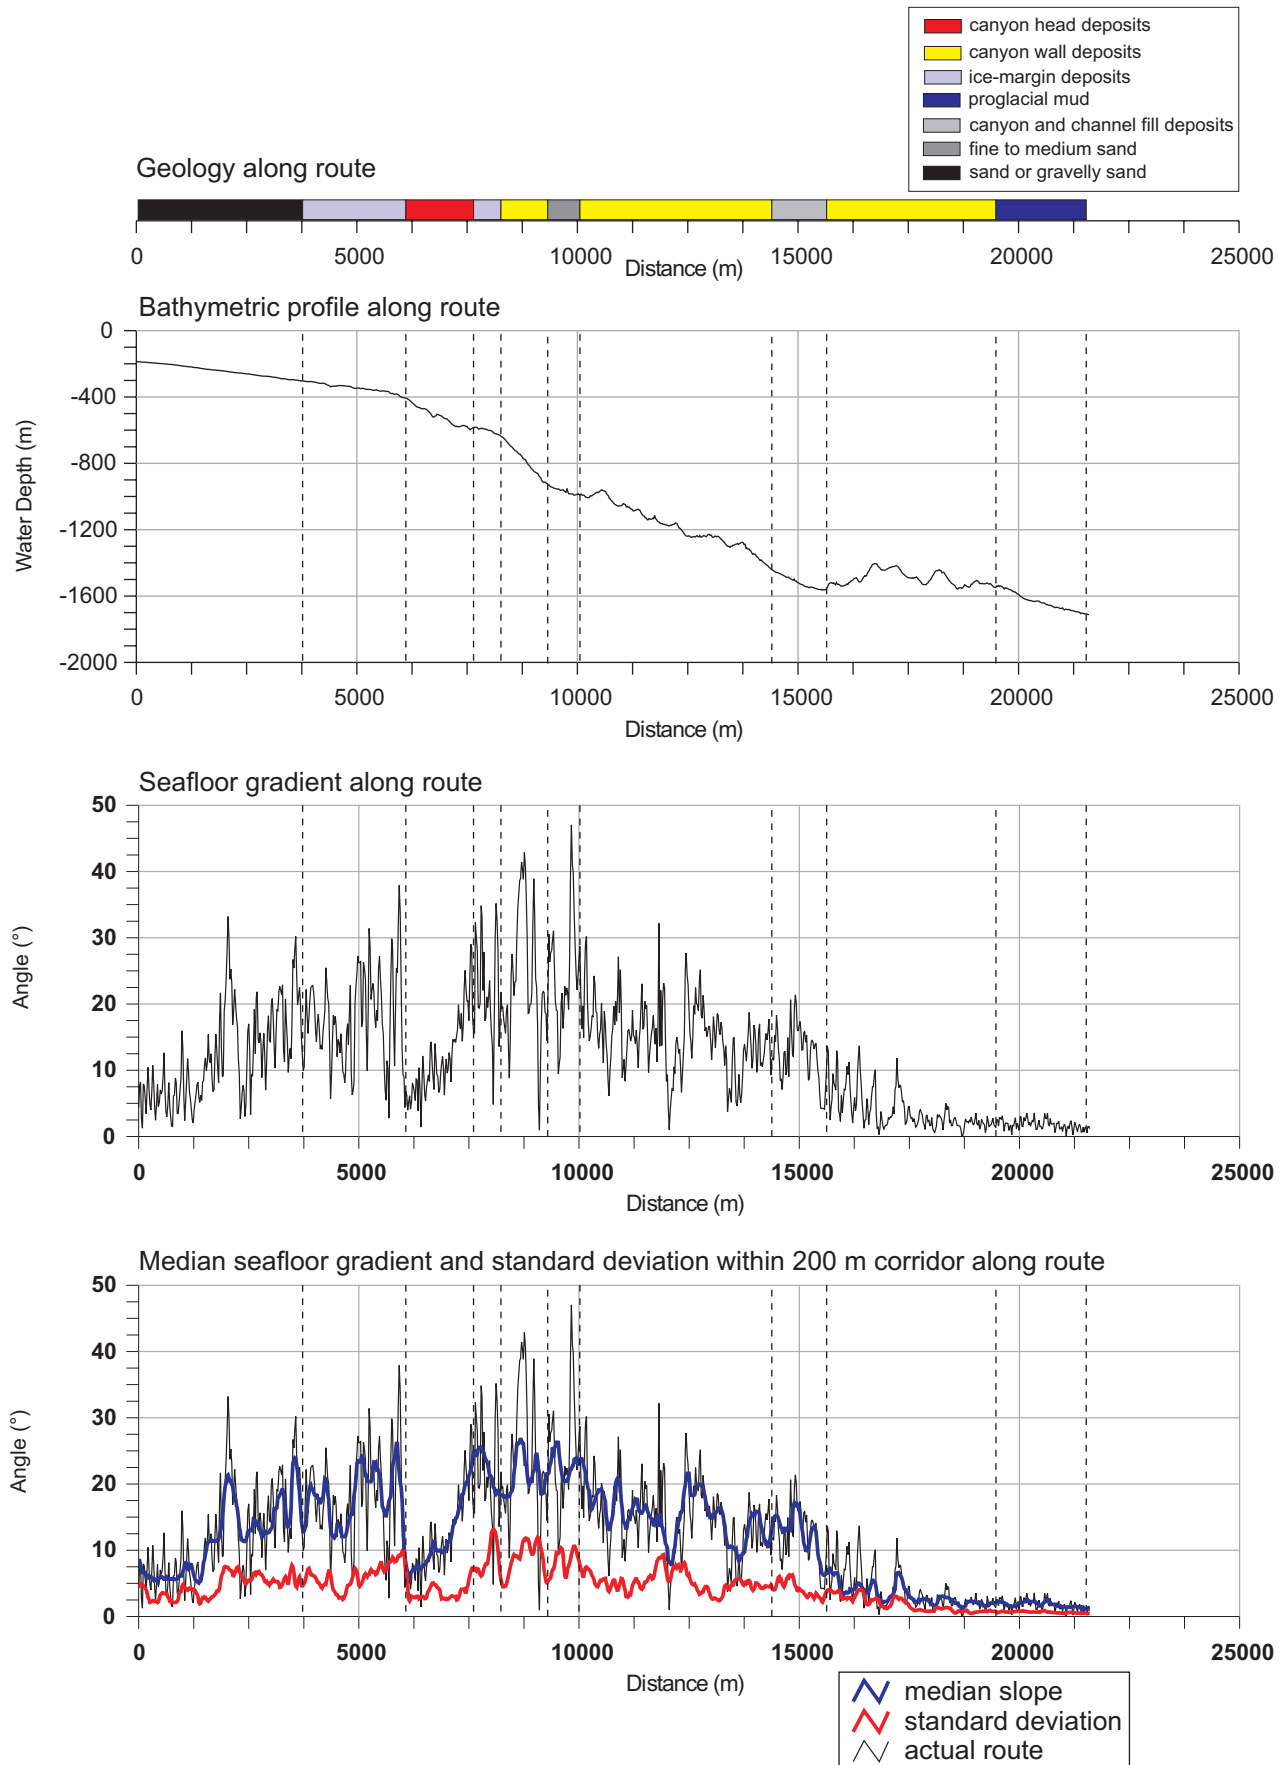 canyon head deposits
canyon wall deposits
ice-margin deposits
proglacial mud
canyon and channel fill deposits
fine to medium sand
sand or gravelly sand
Geology along route
0 5000 10000 15000 20000 25000
Distance (m)
Bathymetric profile along route
0
-400
-800
-1200
-1600
-2000
Water Depth (m)
0 5000 10000 15000 20000 25000
Distance (m)
Seafloor gradient along route
50
40
30
20
10
0
Angle (°)
0 5000 10000 15000 20000 25000
Distance (m)
Median seafloor gradient and standard deviation within 200 m corridor along route
50
40
30
20
10
0
Angle (°)
0 5000 10000 15000 20000 25000
Distance (m)
median slope
standard deviation
actual route